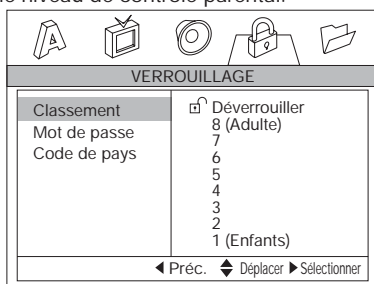 le niveau de contrôle parental.
VERROUILLAGE
Classement
Mot de passe
Code de pays
Déverrouiller
8 (Adulte)
7
6
5
4
3
2
1 (Enfants)
Préc. Déplacer Sélectionner